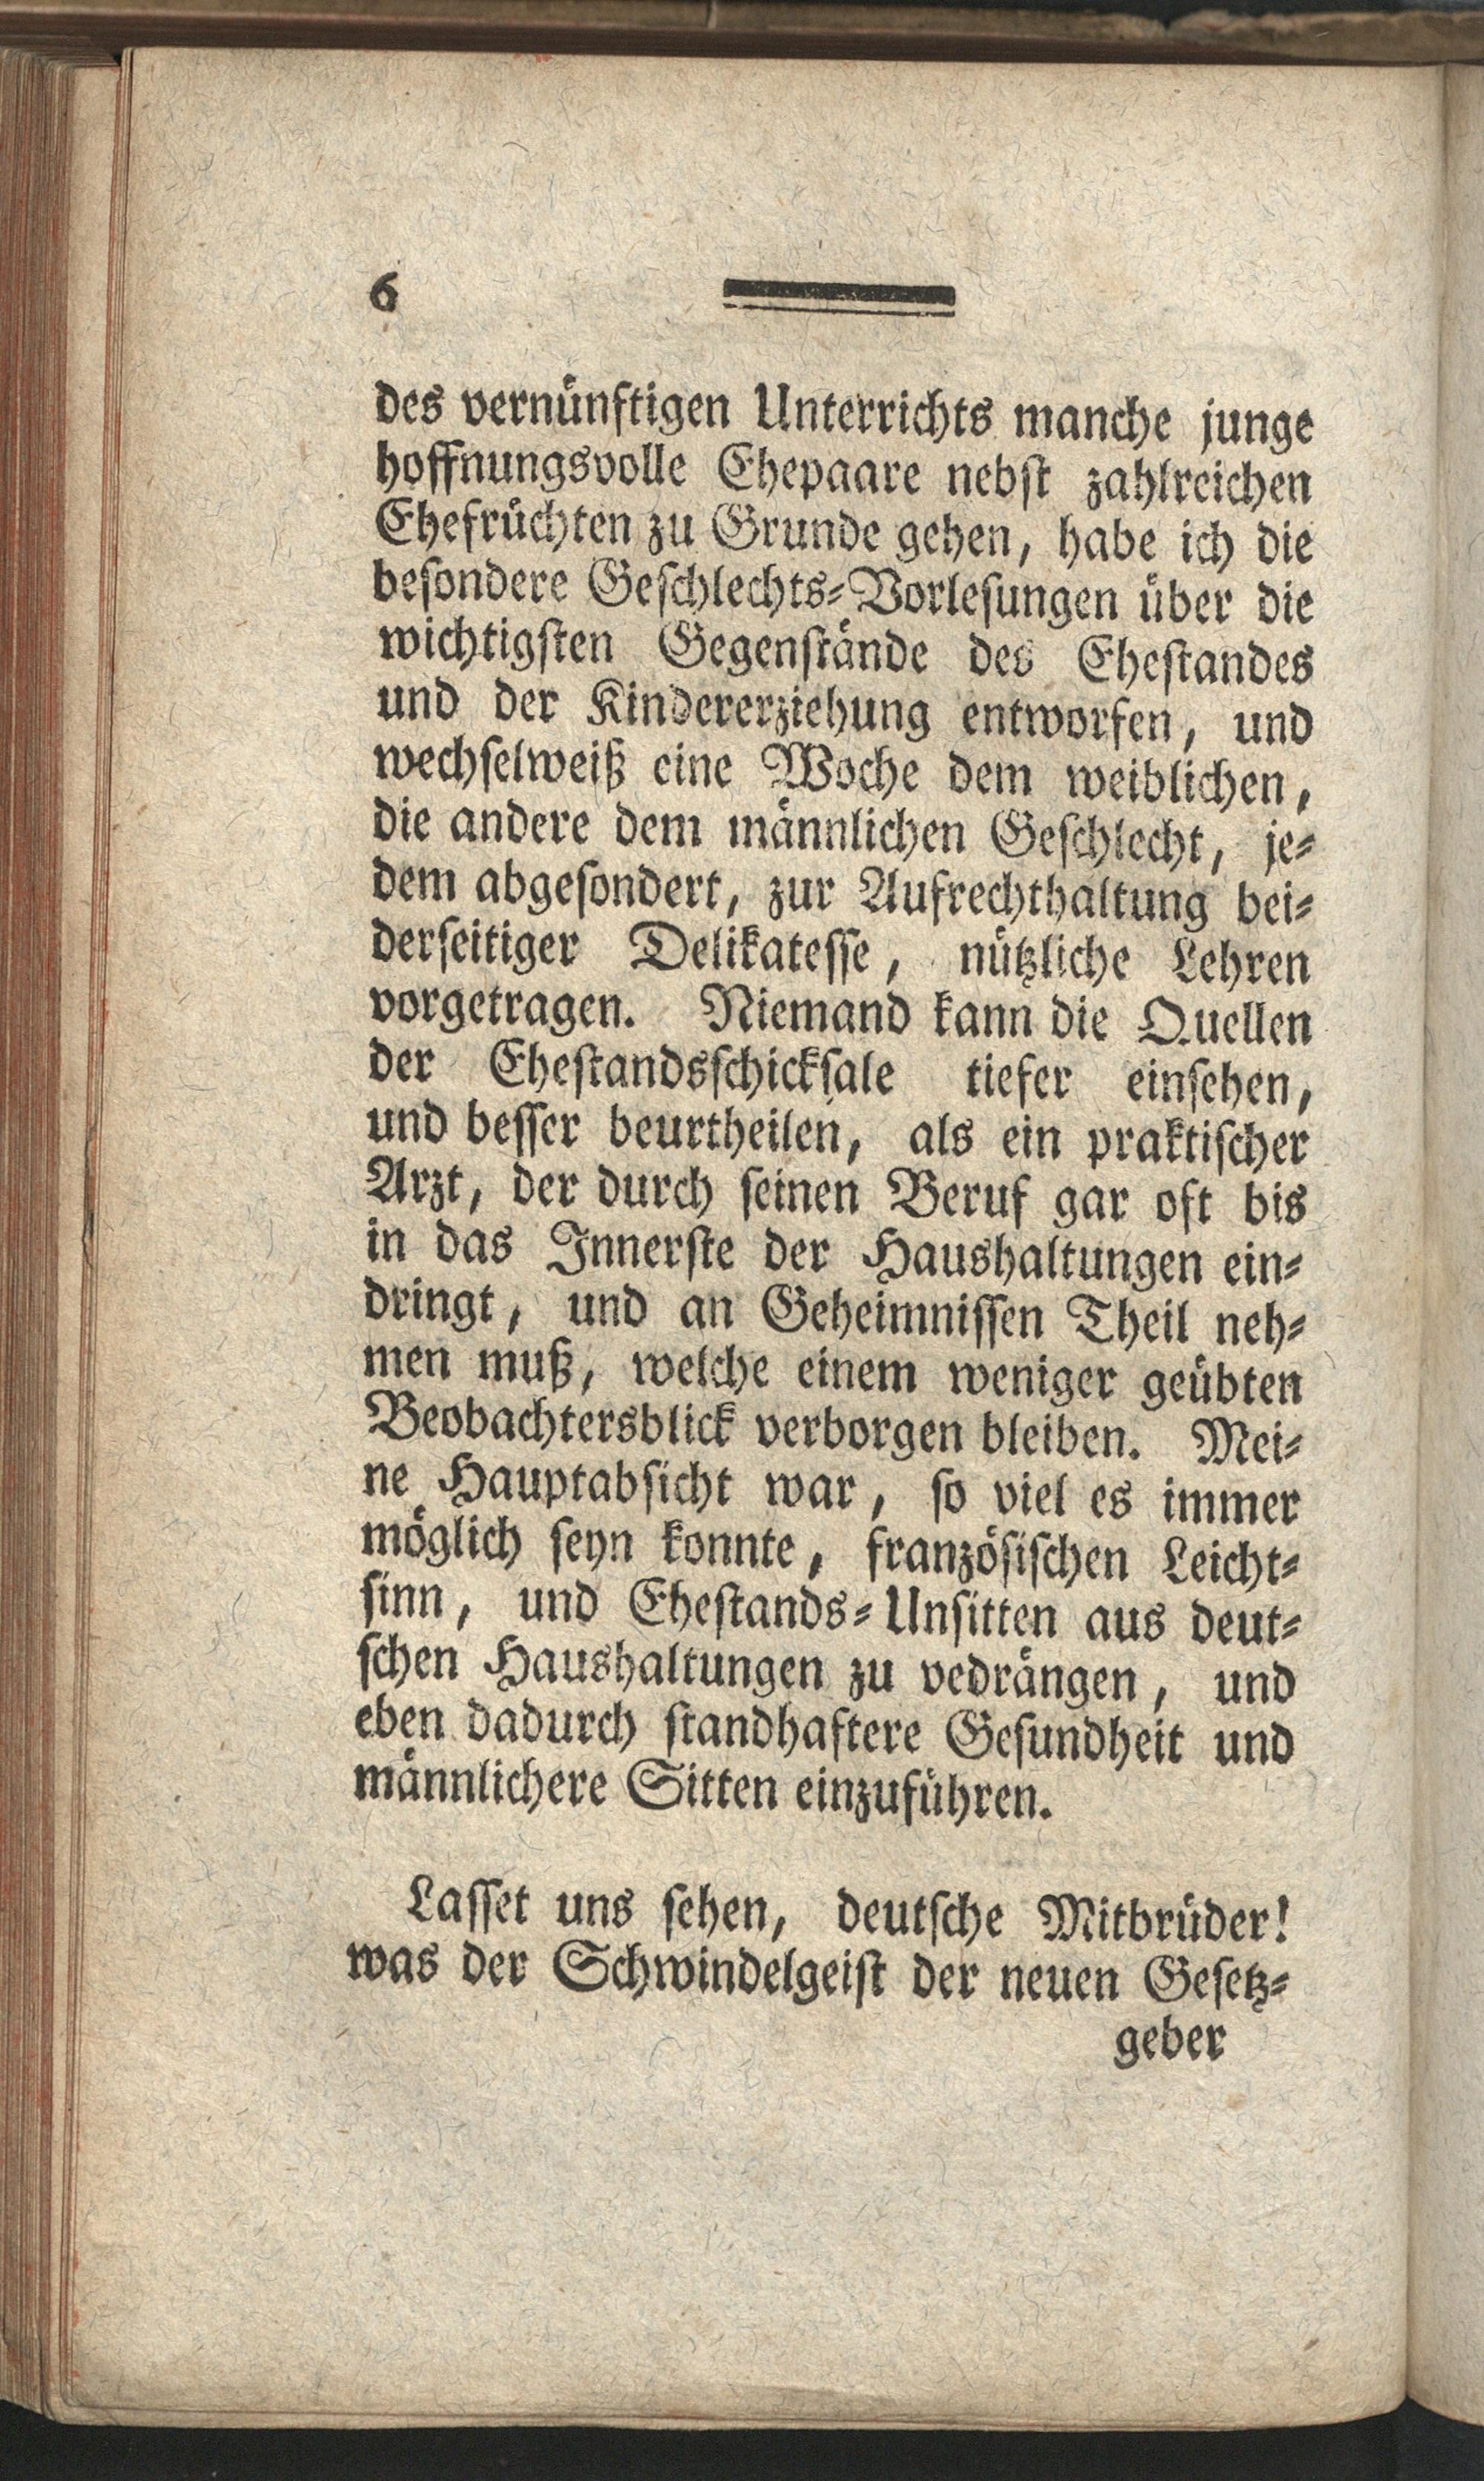 6
des vernünftigen Unterrichts manche junge
hoffnungsvolle Ehepaare nebſt zahlreichen
Ehefrüchten zu Grunde gehen, habe ich die
beſondere Geſchlechts-Vorleſungen über die
wichtigſten Gegenſtände des Eheſtandes
und der Kindererziehung entworfen, und
wechſelweiß eine Woche dem weiblichen,
die andere dem männlichen Geſchlecht, je-
dem abgeſondert, zur Aufrechthaltung bei-
derſeitiger Delikateſſe, nützliche Lehren
vorgetragen. Niemand kann die Quellen
der Eheſtandsſchickſale tiefer einſehen,
und beſſer beurtheilen, als ein praktiſcher
Arzt, der durch ſeinen Beruf gar oft bis
in das Innerſte der Haushaltungen ein-
dringt, und an Geheimniſſen Theil neh-
men muß, welche einem weniger geübten
Beobachtersblick verborgen bleiben. Mei-
ne Hauptabſicht war, ſo viel es immer
möglich ſeyn konnte, franzöſiſchen Leicht-
ſinn, und Eheſtands-Unſitten aus deut-
ſchen Haushaltungen zu vedrängen, und
eben dadurch ſtandhaftere Geſundheit und
männlichere Sitten einzuführen.
Laſſet uns ſehen, deutſche Mitbrüder!
was der Schwindelgeiſt der neuen Geſetz-
geber